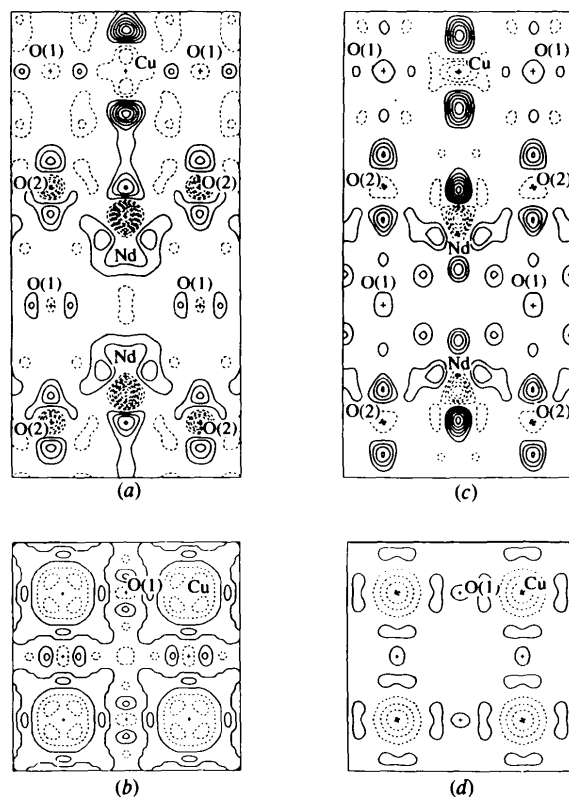 O(1) O(1)
Cu
O(2) O(2)
Nd
O(1) O(1)
Nd
O(2) O(2)
(a)
O(1) O(1)
Cu
O(2) O(2)
Nd
O(1) O(1)
Nd
O(2) O(2)
(c)
O(1) Cu
(b)
O(1) Cu
(d)